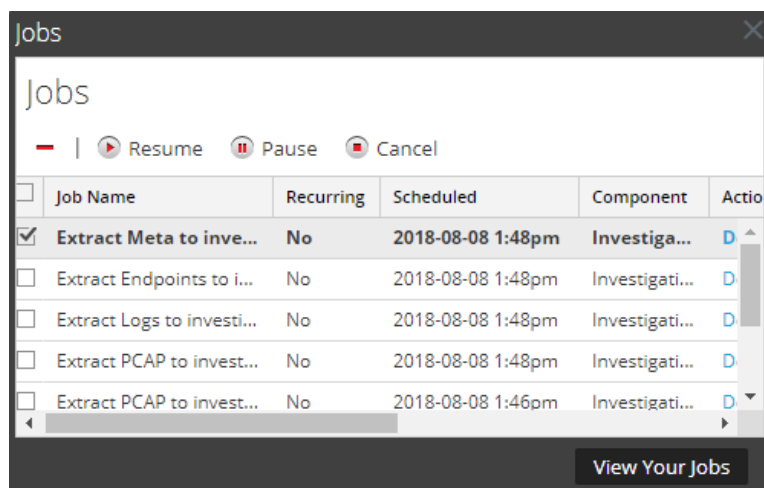 Jobs
Jobs
Resume Pause Cancel
Job Name Recurring Scheduled Component Actio
Extract Meta to inve... No 2018-08-08 1:48pm Investiga... D
Extract Endpoints to i... No 2018-08-08 1:48pm Investigati... D
Extract Logs to investi... No 2018-08-08 1:48pm Investigati... D
Extract PCAP to invest... No 2018-08-08 1:48pm Investigati... D
Extract PCAP to invest... No 2018-08-08 1:46pm Investigati... D
View Your Jobs